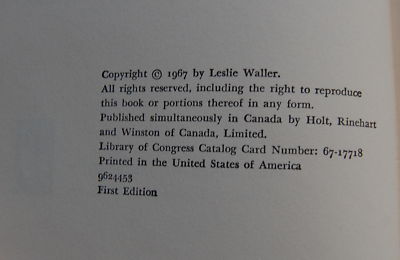 Copyright © 1967 by Leslie Waller.
All rights reserved, including the right to reproduce
this book or portions thereof in any form.
Published simultaneously in Canada by Holt, Rinehart
and Winston of Canada, Limited.
Library of Congress Catalog Card Number: 67-17718
Printed in the United States of America
9624453
First Edition